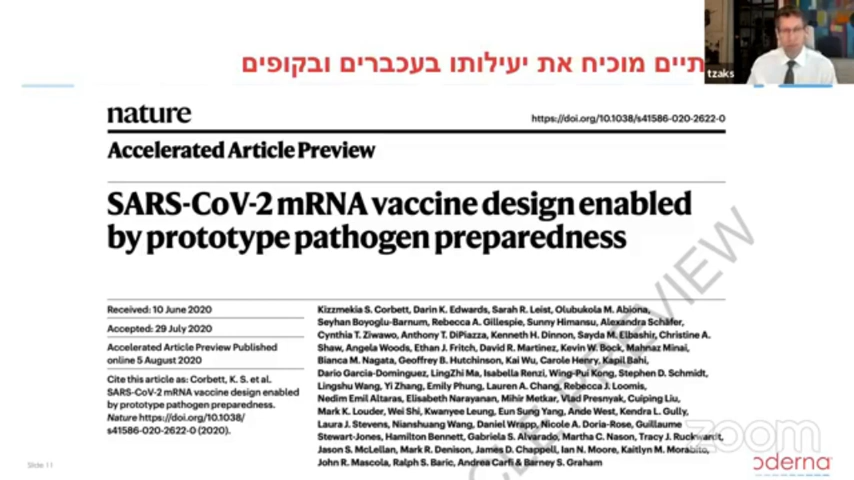 תיים מוכיח את יעילותו בעכברים ובקופים
tzaks
nature
https://doi.org/10.1038/s41586-020-2622-0
Accelerated Article Preview
SARS-CoV-2 mRNA vaccine design enabled
by prototype pathogen preparedness
Received: 10 June 2020
Accepted: 29 July 2020
Accelerated Article Preview Published
online 5 August 2020
Cite this article as: Corbett, K. S. et al.
SARS-CoV-2 mRNA vaccine design enabled
by prototype pathogen preparedness.
Nature https://doi.org/10.1038/
s41586-020-2622-0 (2020).
Kizzmekia S. Corbett, Darin K. Edwards, Sarah R. Leist, Olubukola M. Abiona,
Seyhan Boyoglu-Barnum, Rebecca A. Gillespie, Sunny Himansu, Alexandra Schäfer,
Cynthia T. Ziwawo, Anthony T. DiPiazza, Kenneth H. Dinnon, Sayda M. Elbashir, Christine A.
Shaw, Angela Woods, Ethan J. Fritch, David R. Martinez, Kevin W. Bock, Mahnaz Minai,
Bianca M. Nagata, Geoffrey B. Hutchinson, Kai Wu, Carole Henry, Kapil Bahi,
Dario Garcia-Dominguez, LingZhi Ma, Isabella Renzi, Wing-Pui Kong, Stephen D. Schmidt,
Lingshu Wang, Yi Zhang, Emily Phung, Lauren A. Chang, Rebecca J. Loomis,
Nedim Emil Altaras, Elisabeth Narayanan, Mihir Metkar, Vlad Presnyak, Cuiping Liu,
Mark K. Louder, Wei Shi, Kwanyee Leung, Eun Sung Yang, Ande West, Kendra L. Gully,
Laura J. Stevens, Nianshuang Wang, Daniel Wrapp, Nicole A. Doria-Rose, Guillaume
Stewart-Jones, Hamilton Bennett, Gabriela S. Alvarado, Martha C. Nason, Tracy J. Ruckwardt,
Jason S. McLellan, Mark R. Denison, James D. Chappell, Ian N. Moore, Kaitlyn M. Morabito,
John R. Mascola, Ralph S. Baric, Andrea Carfi & Barney S. Graham
CLE PREVIEW
zoom
Slide 11
oderna